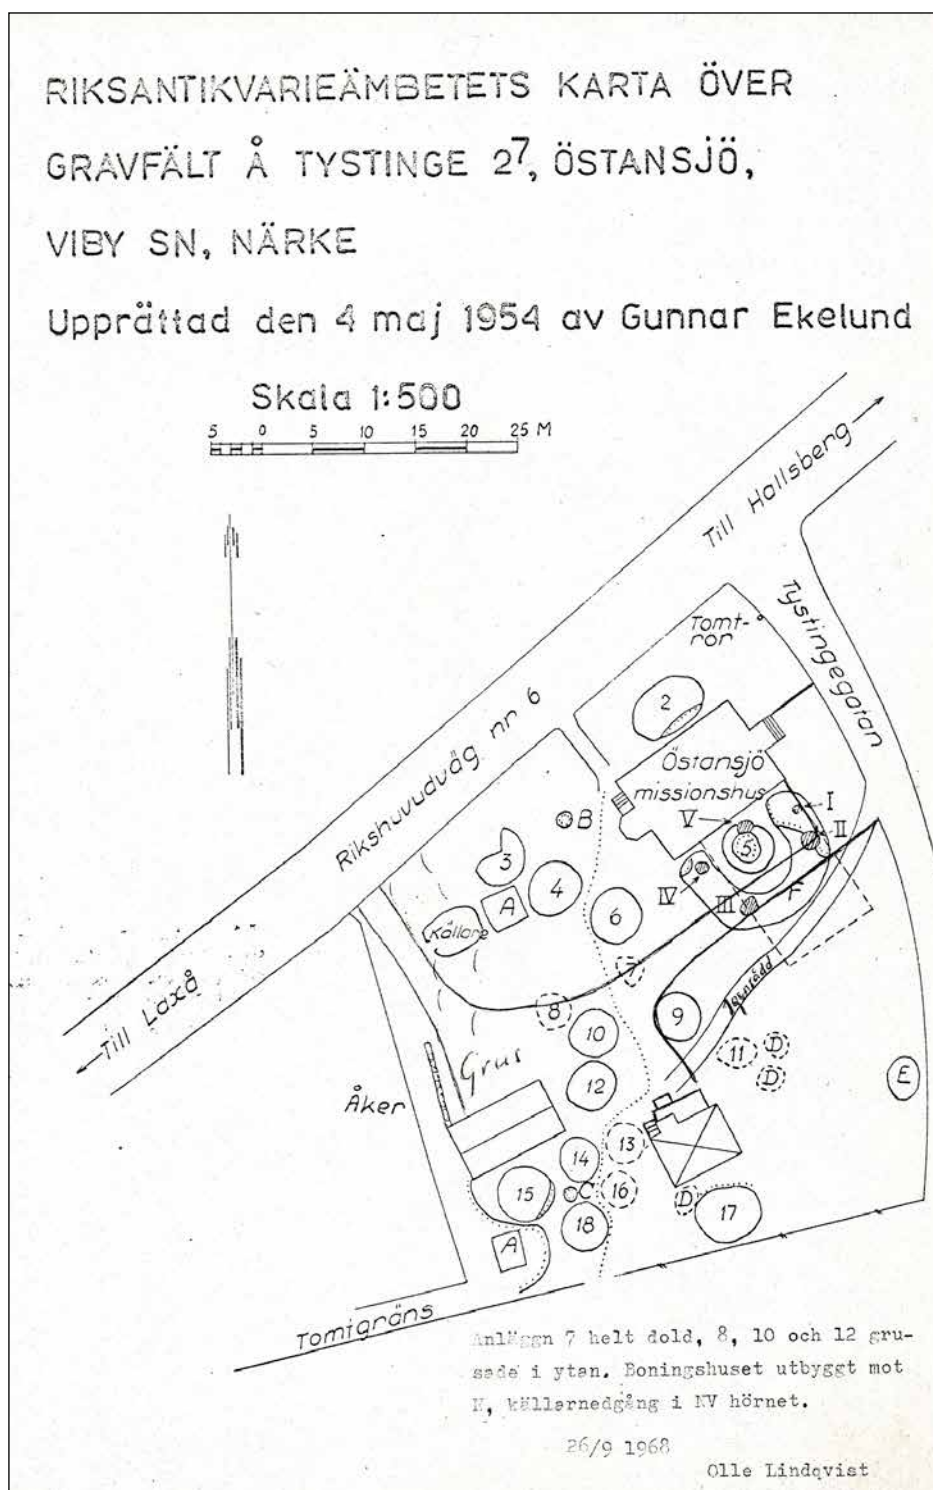 RIKSANTIKVARIEÄMBETETS KARTA ÖVER
GRAVFÄLT Å TYSTINGE 2⁷, ÖSTANSJÖ,
VIBY SN, NÄRKE
Upprättad den 4 maj 1954 av Gunnar Ekelund
Skala 1:500
5 0 5 10 15 20 25 M
Till Hallsberg
Tystingegatan
Tomt-
ror
2
Rikshuvudväg nr 6
Östansjö
missionshus
I
V
II
B
5
3
IV
F
4
III
A
6
Källare
7
8
9
Till Laxå
10
11
D
Grus
D
E
12
Åker
13
14
15
C
16
D
17
18
A
Tomtgräns
Anläggn 7 helt dold, 8, 10 och 12 gru-
sade i ytan. Boningshuset utbyggt mot
N, källarnedgång i NV hörnet.
26/9 1968
Olle Lindqvist